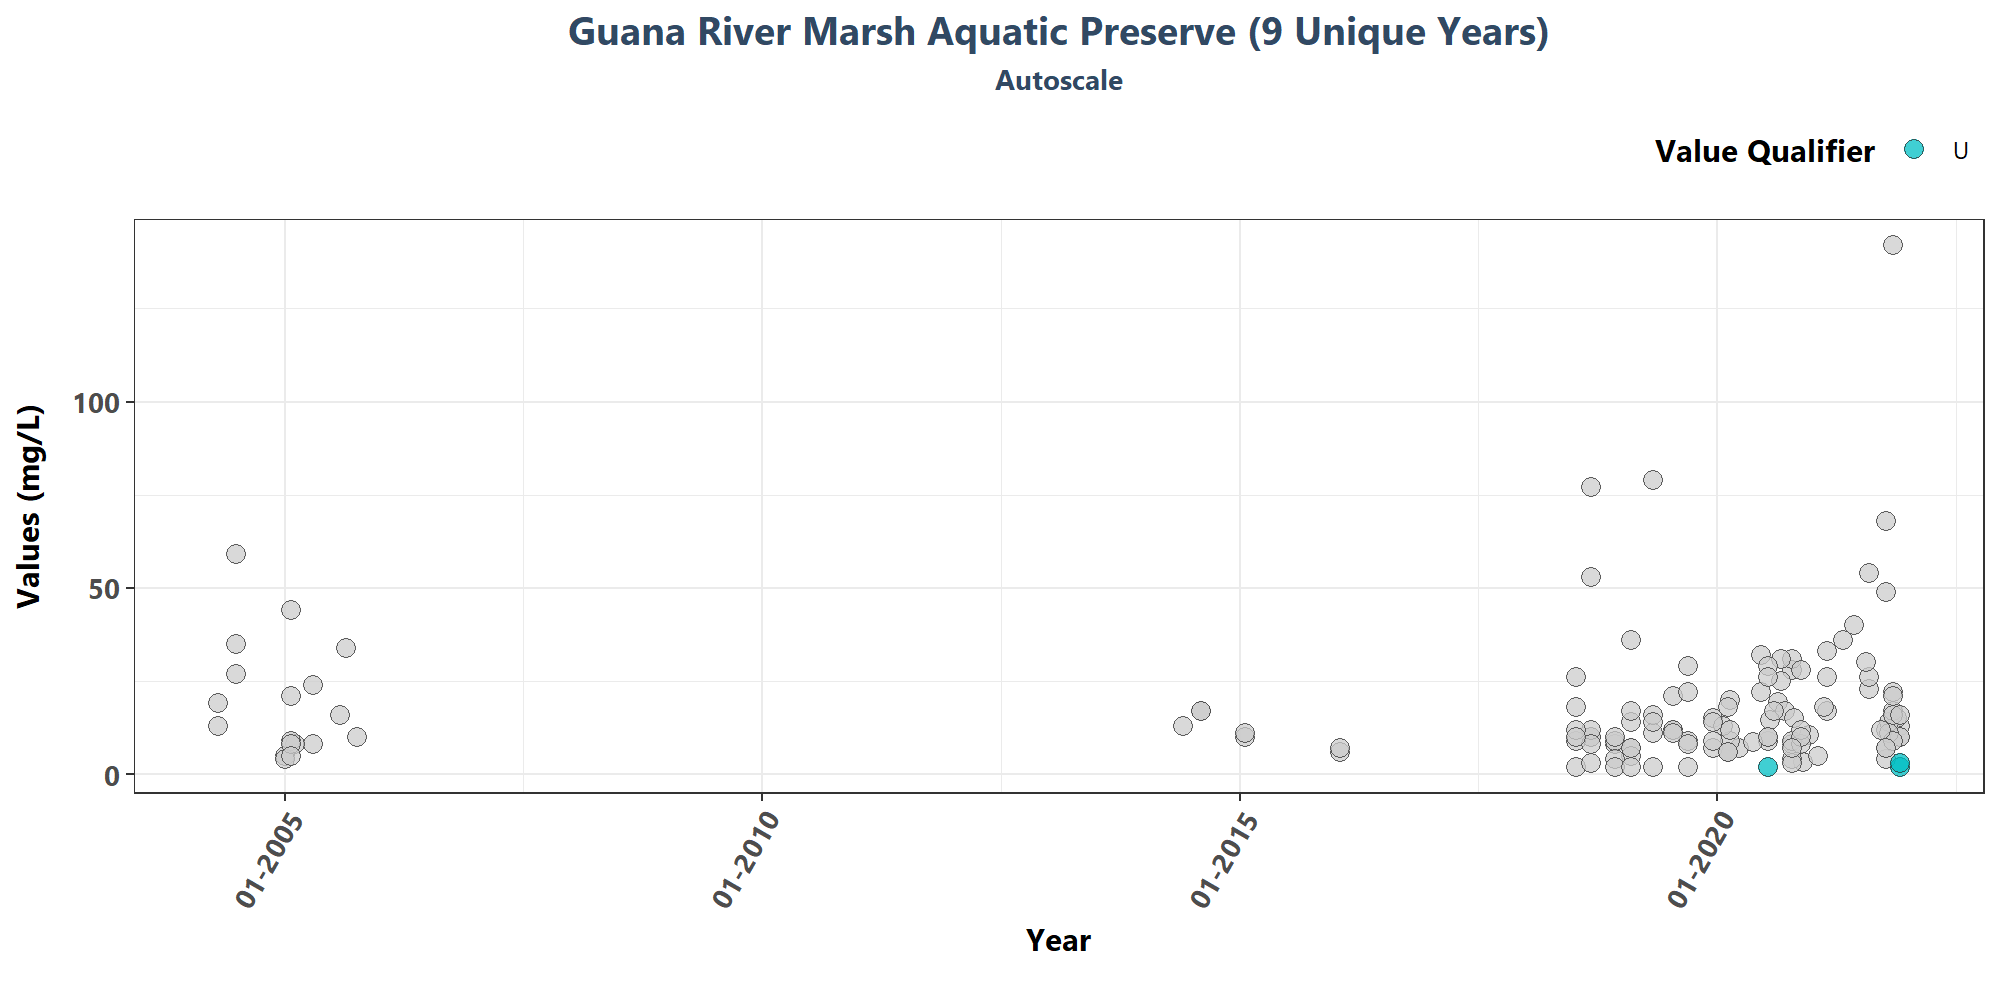 Guana River Marsh Aquatic Preserve (9 Unique Years)
Autoscale
Value Qualifier U
Values (mg/L)
100
50
0
01-2005 01-2010 01-2015 01-2020
Year